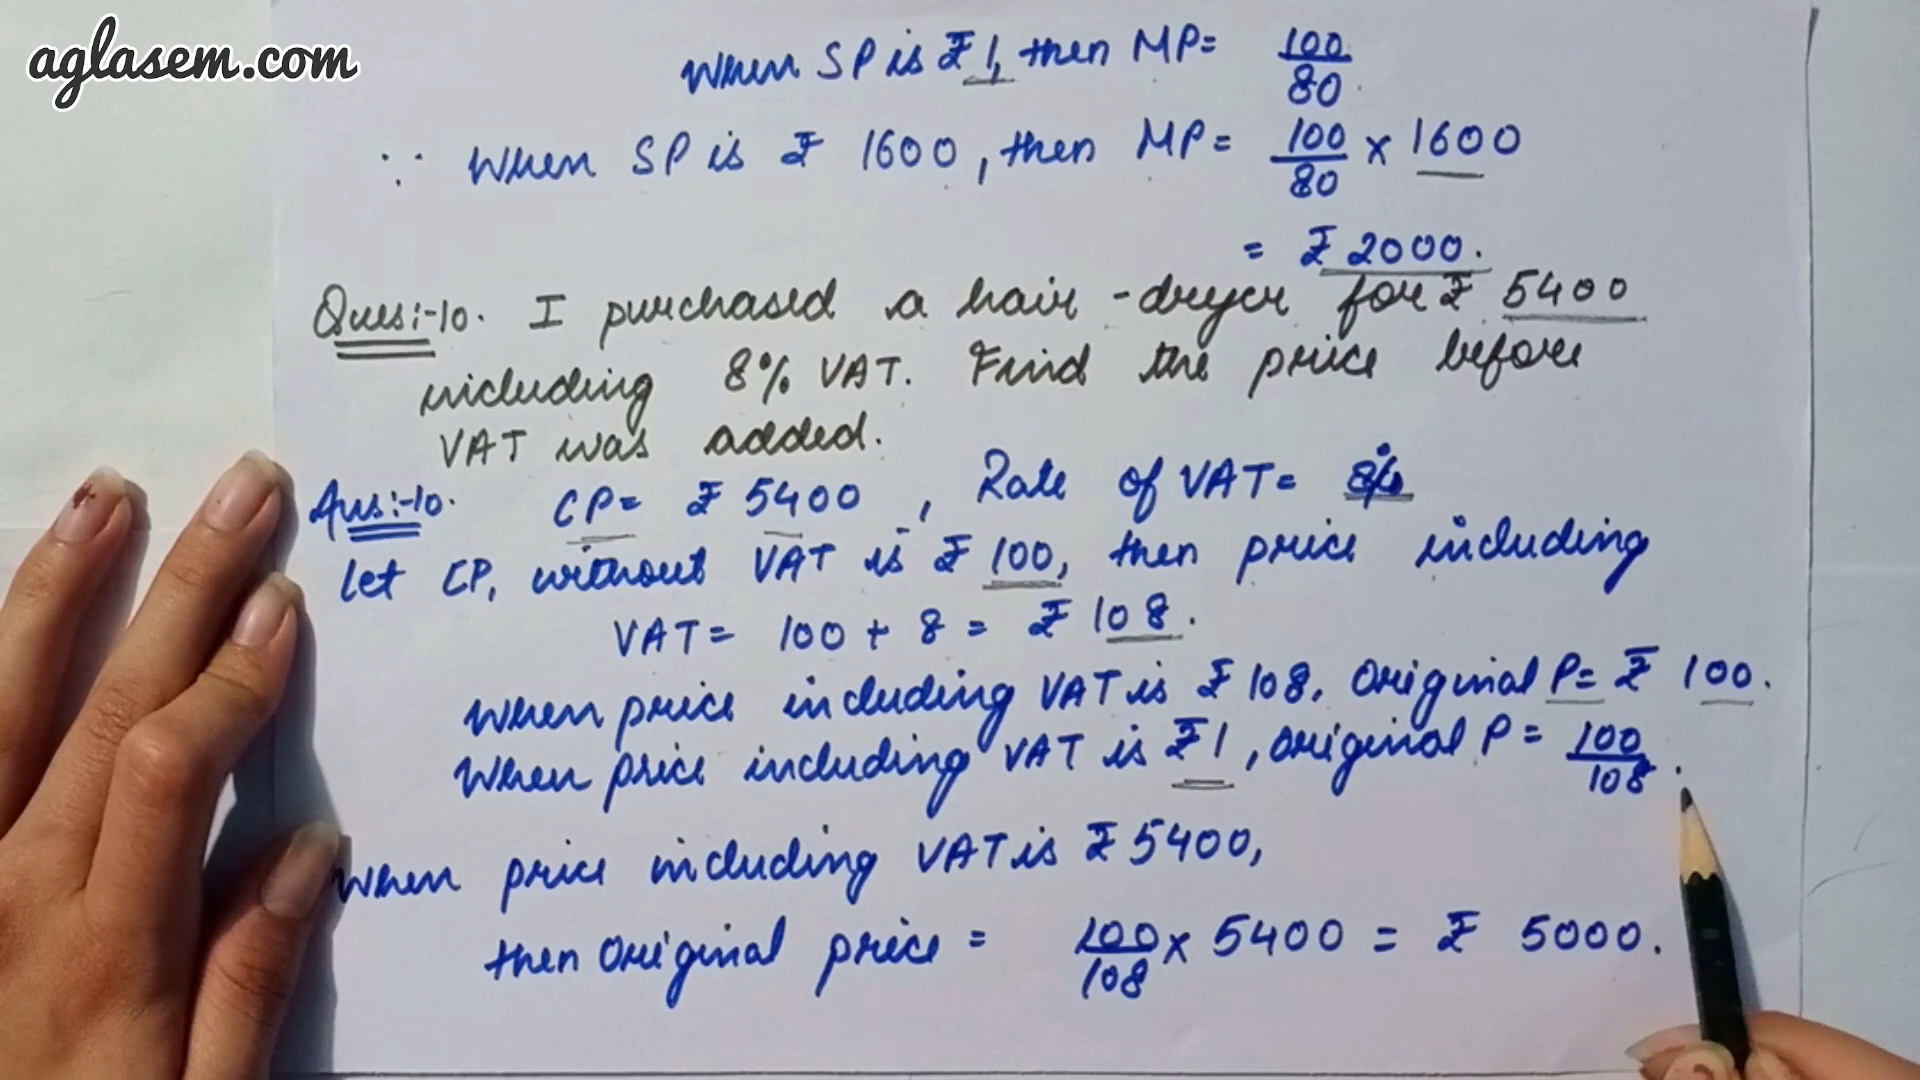 aglasem.com
When SP is ₹ 1, then MP = 100/80
∵ When SP is ₹ 1600, then MP = 100/80 x 1600
= ₹ 2000.
Ques:-10. I purchased a hair-dryer for ₹ 5400
including 8% VAT. Find the price before
VAT was added.
Ans:-10. CP = ₹ 5400, Rate of VAT = 8%
Let CP, without VAT is ₹ 100, then price including
VAT = 100 + 8 = ₹ 108.
When price including VAT is ₹ 108, Original P = ₹ 100.
When price including VAT is ₹ 1, original P = 100/108.
When price including VAT is ₹ 5400,
then Original price = 100/108 x 5400 = ₹ 5000.